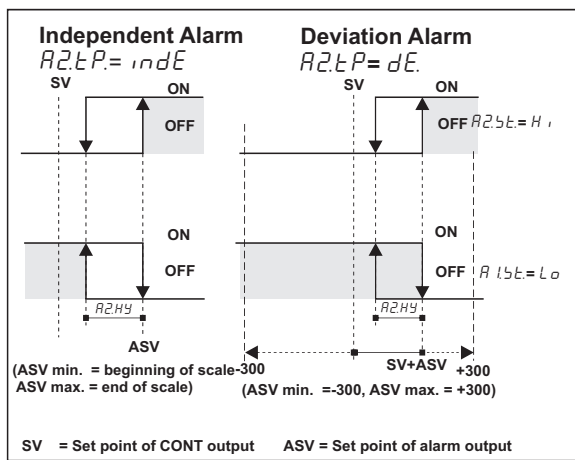 Independent Alarm
A2.tP.= indE
SV
ON
OFF
ON
OFF
A2.HY
ASV
(ASV min. = beginning of scale
ASV max. = end of scale)
Deviation Alarm
A2.tP= dE.
SV
ON
OFF
A2.St.= Hi
ON
OFF
A1.St.= Lo
A2.HY
-300
SV+ASV
+300
(ASV min. =-300, ASV max. = +300)
SV = Set point of CONT output ASV = Set point of alarm output